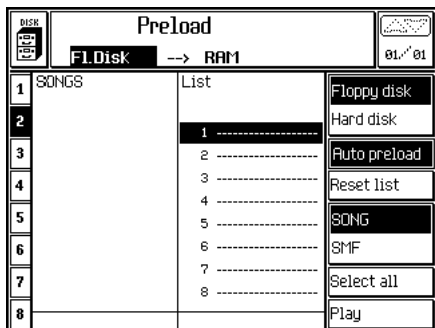 DISK
Preload
Fl.Disk --> RAM
01/01
1
2
3
4
5
6
7
8
SONGS
List
1 ------------------
2 ------------------
3 ------------------
4 ------------------
5 ------------------
6 ------------------
7 ------------------
8 ------------------
Floppy disk
Hard disk
Auto preload
Reset list
SONG
SMF
Select all
Play